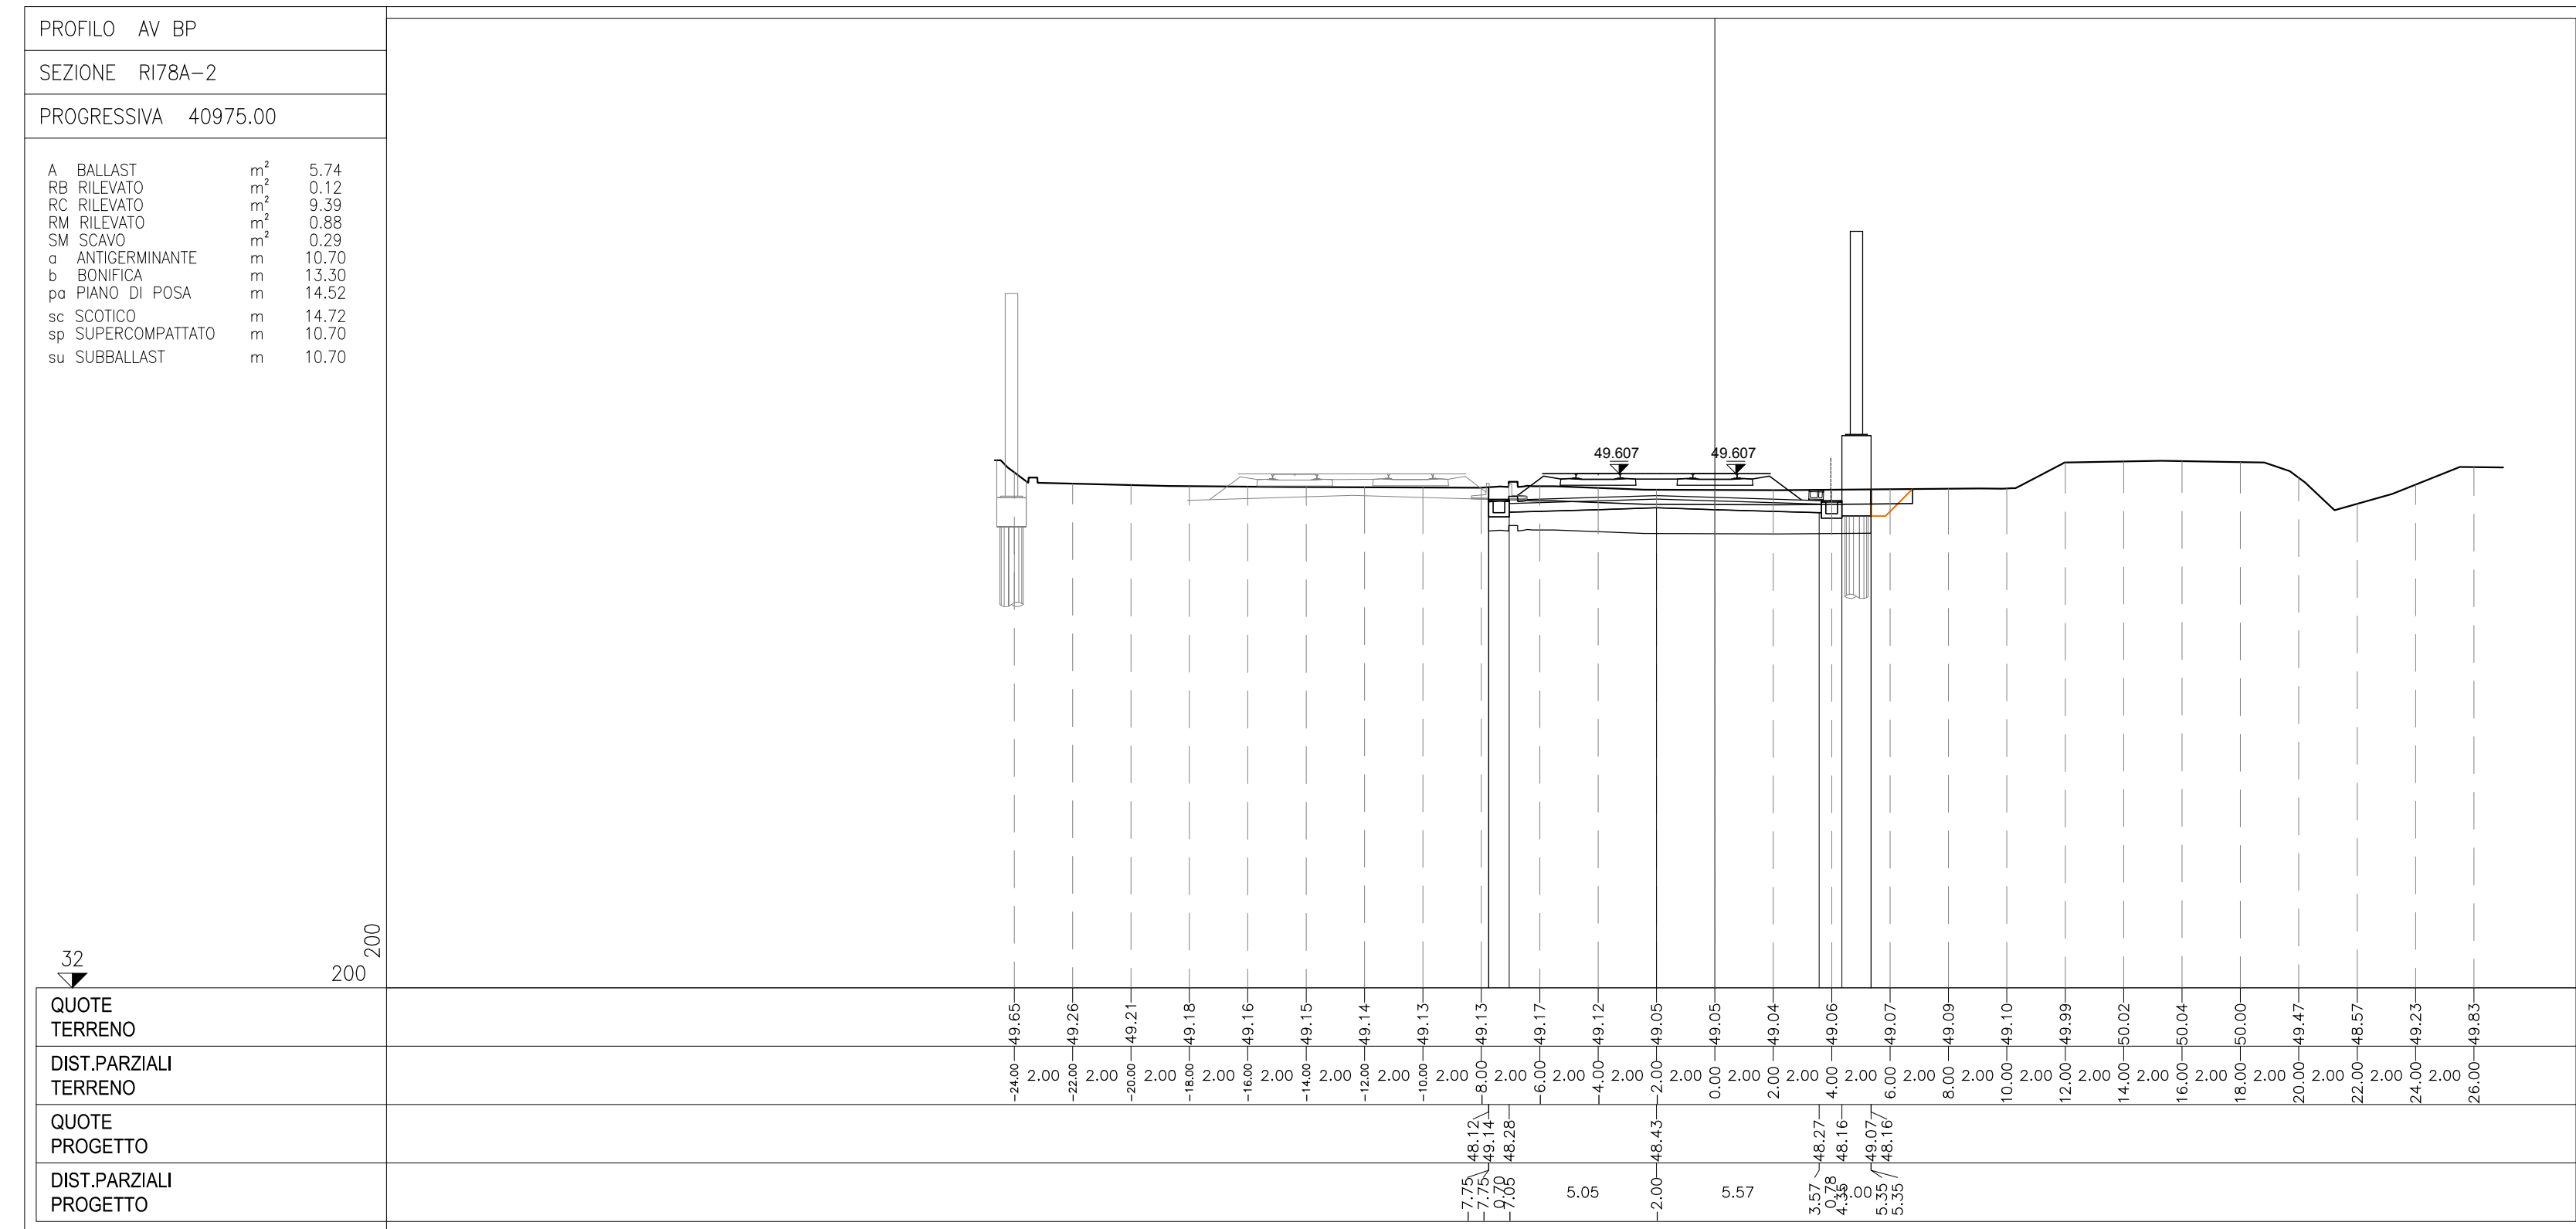 PROFILO AV BP
SEZIONE RI78A-2
PROGRESSIVA 40975.00
A BALLAST m² 5.74
RB RILEVATO m² 0.12
RC RILEVATO m² 9.39
RM RILEVATO m² 0.88
SM SCAVO m² 0.29
a ANTIGERMINANTE m 10.70
b BONIFICA m 13.30
pa PIANO DI POSA m 14.52
sc SCOTICO m 14.72
sp SUPERCOMPATTATO m 10.70
su SUBBALLAST m 10.70
49.607 49.607
200
32
200
QUOTE
TERRENO
49.65 49.26 49.21 49.18 49.16 49.15 49.14 49.13 49.13 49.17 49.12 49.05 49.05 49.04 49.06 49.07 49.09 49.10 49.99 50.02 50.04 50.00 49.47 48.57 49.23 49.83
DIST.PARZIALI
TERRENO
-24.00 2.00 -22.00 2.00 -20.00 2.00 -18.00 2.00 -16.00 2.00 -14.00 2.00 -12.00 2.00 -10.00 2.00 -8.00 2.00 -6.00 2.00 -4.00 2.00 -2.00 2.00 0.00 2.00 2.00 2.00 4.00 2.00 6.00 2.00 8.00 2.00 10.00 2.00 12.00 2.00 14.00 2.00 16.00 2.00 18.00 2.00 20.00 2.00 22.00 2.00 24.00 2.00 26.00
QUOTE
PROGETTO
48.12 49.14 48.28 48.43 48.27 48.16 49.07 48.16
DIST.PARZIALI
PROGETTO
-7.75 -7.75 0.70 -7.05 5.05 -2.00 5.57 3.57 0.78 4.35 1.00 5.35 5.35